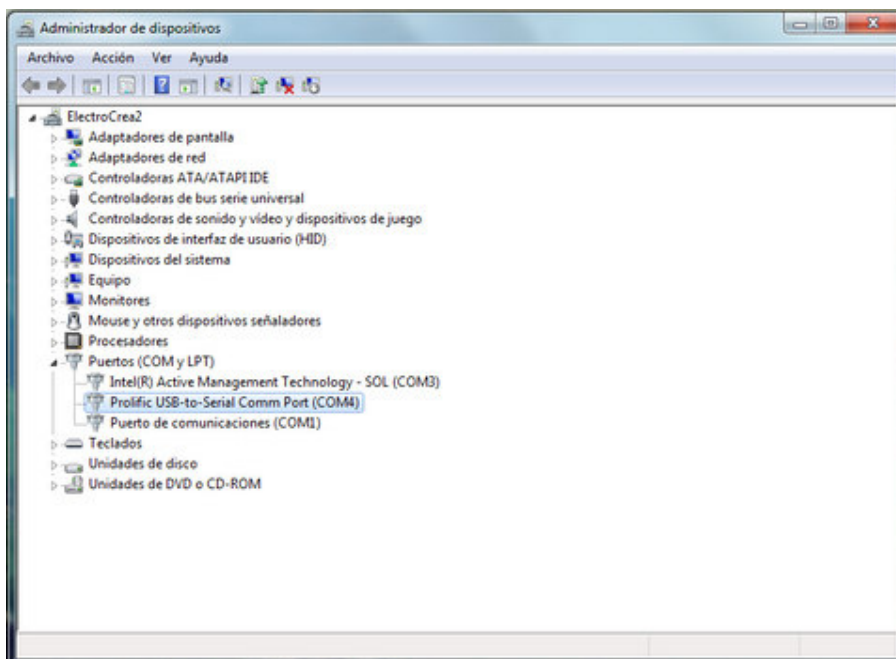 Administrador de dispositivos
Archivo Acción Ver Ayuda
ElectroCrea2
Adaptadores de pantalla
Adaptadores de red
Controladoras ATA/ATAPI IDE
Controladoras de bus serie universal
Controladoras de sonido y vídeo y dispositivos de juego
Dispositivos de interfaz de usuario (HID)
Dispositivos del sistema
Equipo
Monitores
Mouse y otros dispositivos señaladores
Procesadores
Puertos (COM y LPT)
Intel(R) Active Management Technology - SOL (COM3)
Prolific USB-to-Serial Comm Port (COM4)
Puerto de comunicaciones (COM1)
Teclados
Unidades de disco
Unidades de DVD o CD-ROM